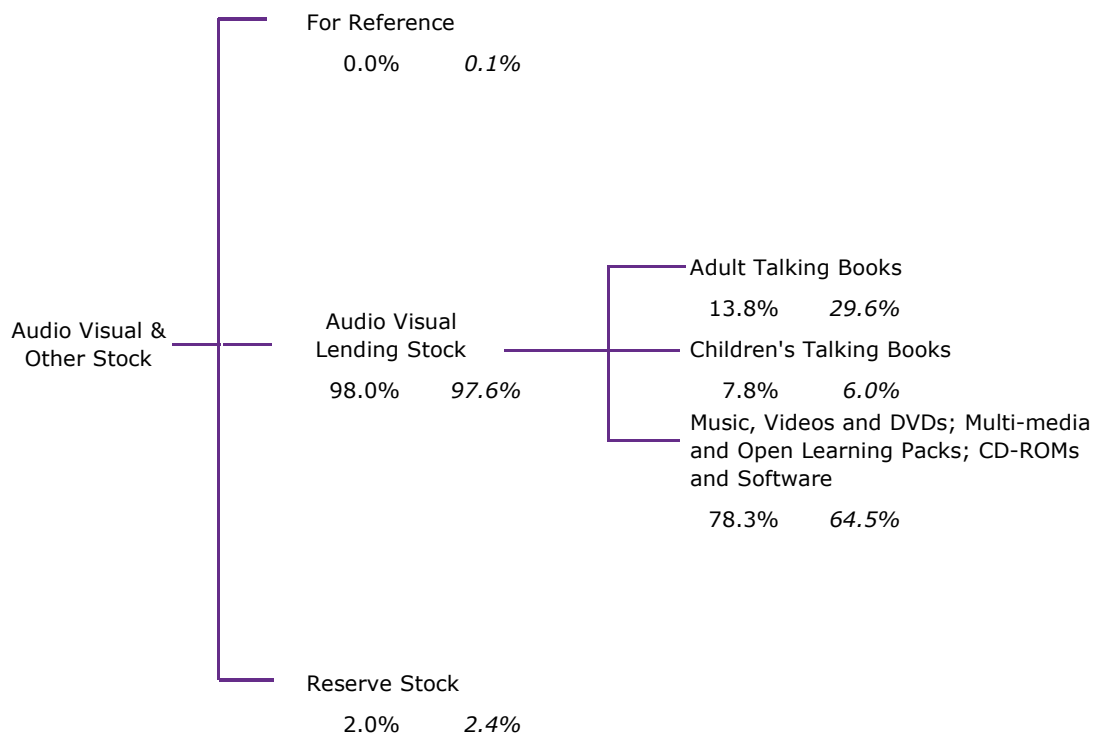 For Reference
0.0% 0.1%
Audio Visual &
Other Stock
Audio Visual
Lending Stock
98.0% 97.6%
Adult Talking Books
13.8% 29.6%
Children's Talking Books
7.8% 6.0%
Music, Videos and DVDs; Multi-media
and Open Learning Packs; CD-ROMs
and Software
78.3% 64.5%
Reserve Stock
2.0% 2.4%